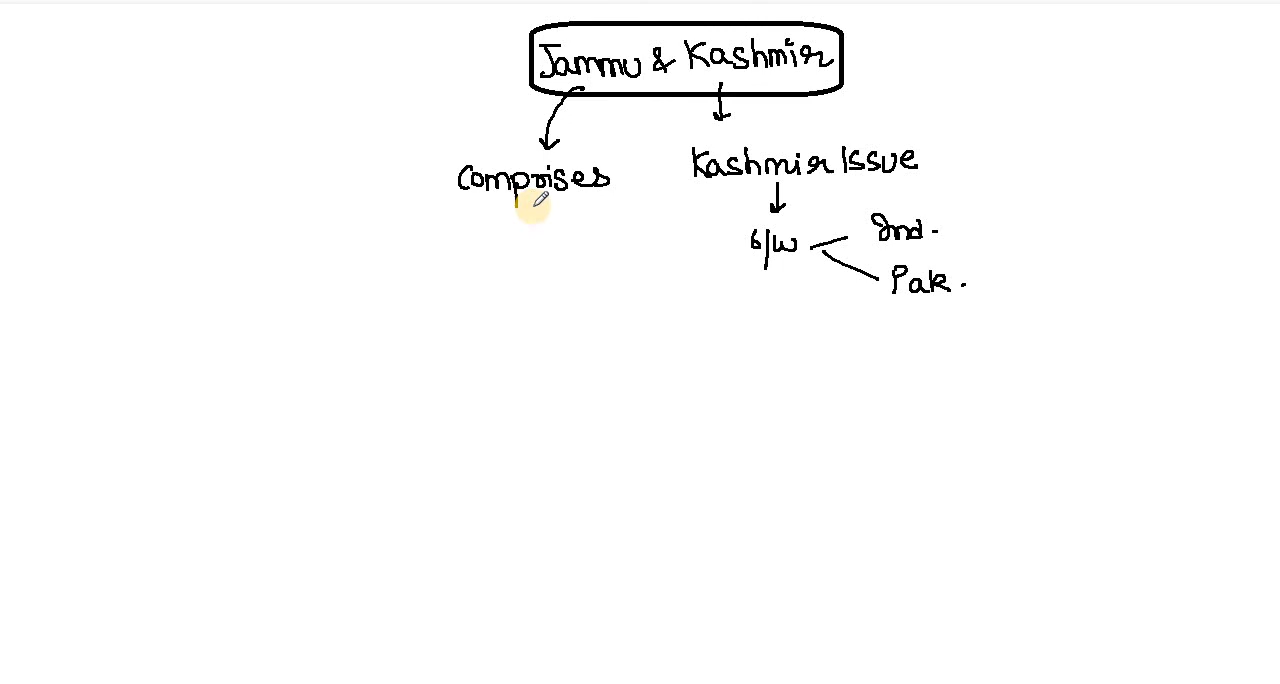 Jammu & Kashmir
Comprises
Kashmir Issue
b/w
Ind.
Pak.